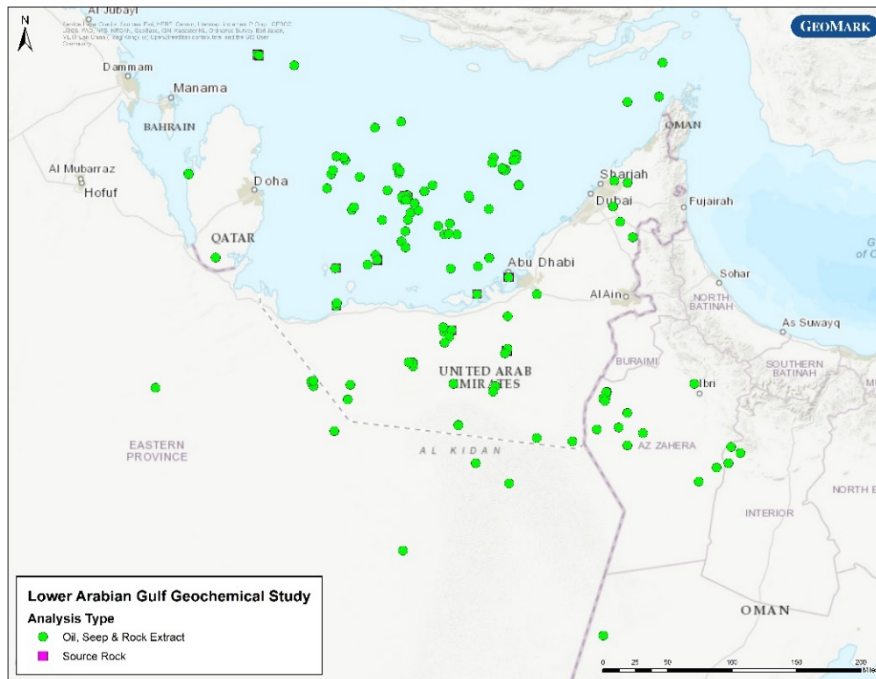 Al Jubayl
N
GEOMARK
Dammam
Manama
BAHRAIN
OMAN
Al Mubarraz
Hofuf
Doha
Sharjah
Dubai
Fujairah
QATAR
Abu Dhabi
Al Ain
Sohar
NORTH
BATINAH
As Suwayq
BURAIMI
SOUTHERN
BATINAH
UNITED ARAB
EMIRATES
Ibri
EASTERN
PROVINCE
AL KIDAN
AZ ZAHERA
INTERIOR
OMAN
Lower Arabian Gulf Geochemical Study
Analysis Type
Oil, Seep & Rock Extract
Source Rock
0 25 50 100 150 200
Miles